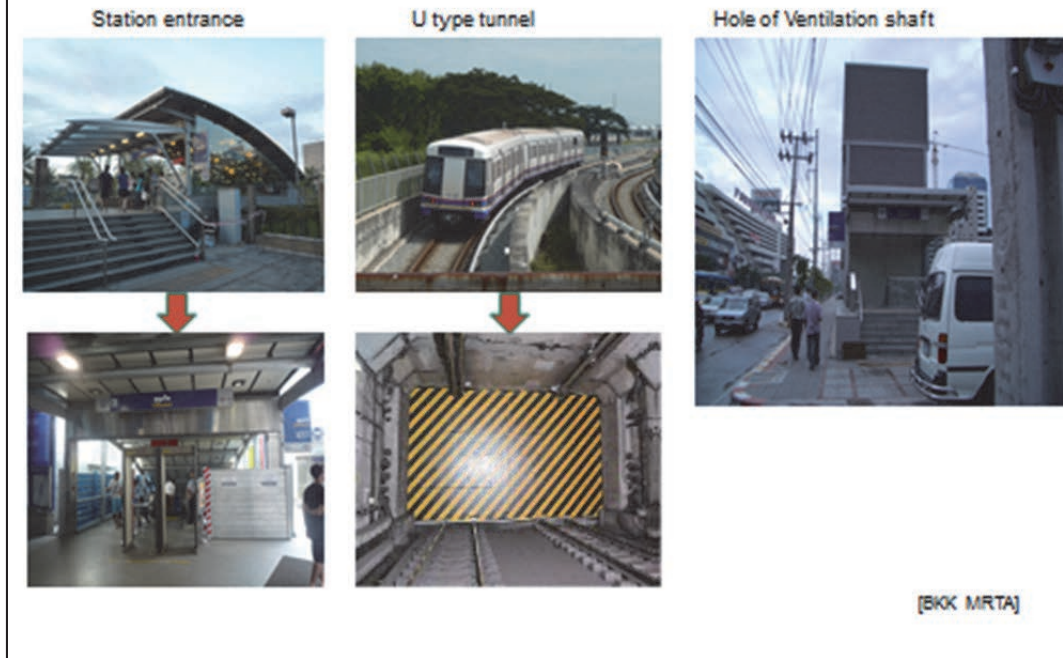 Station entrance
U type tunnel
Hole of Ventilation shaft
[BKK MRTA]